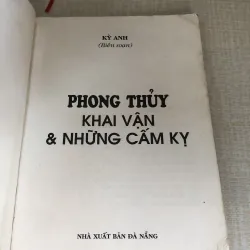 KỲ ANH
(Biên soạn)
PHONG THỦY
KHAI VẬN
& NHỮNG CẤM KỴ
NHÀ XUẤT BẢN ĐÀ NẴNG